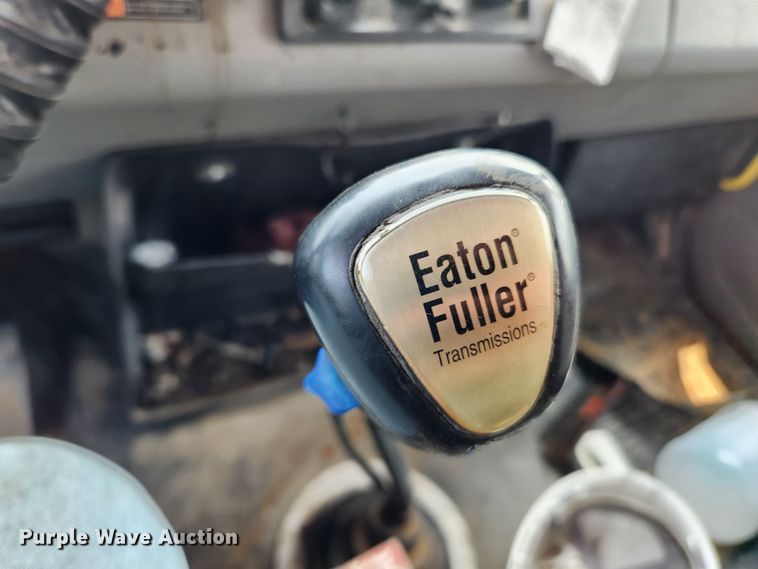 Eaton®
Fuller®
Transmissions
Purple Wave Auction